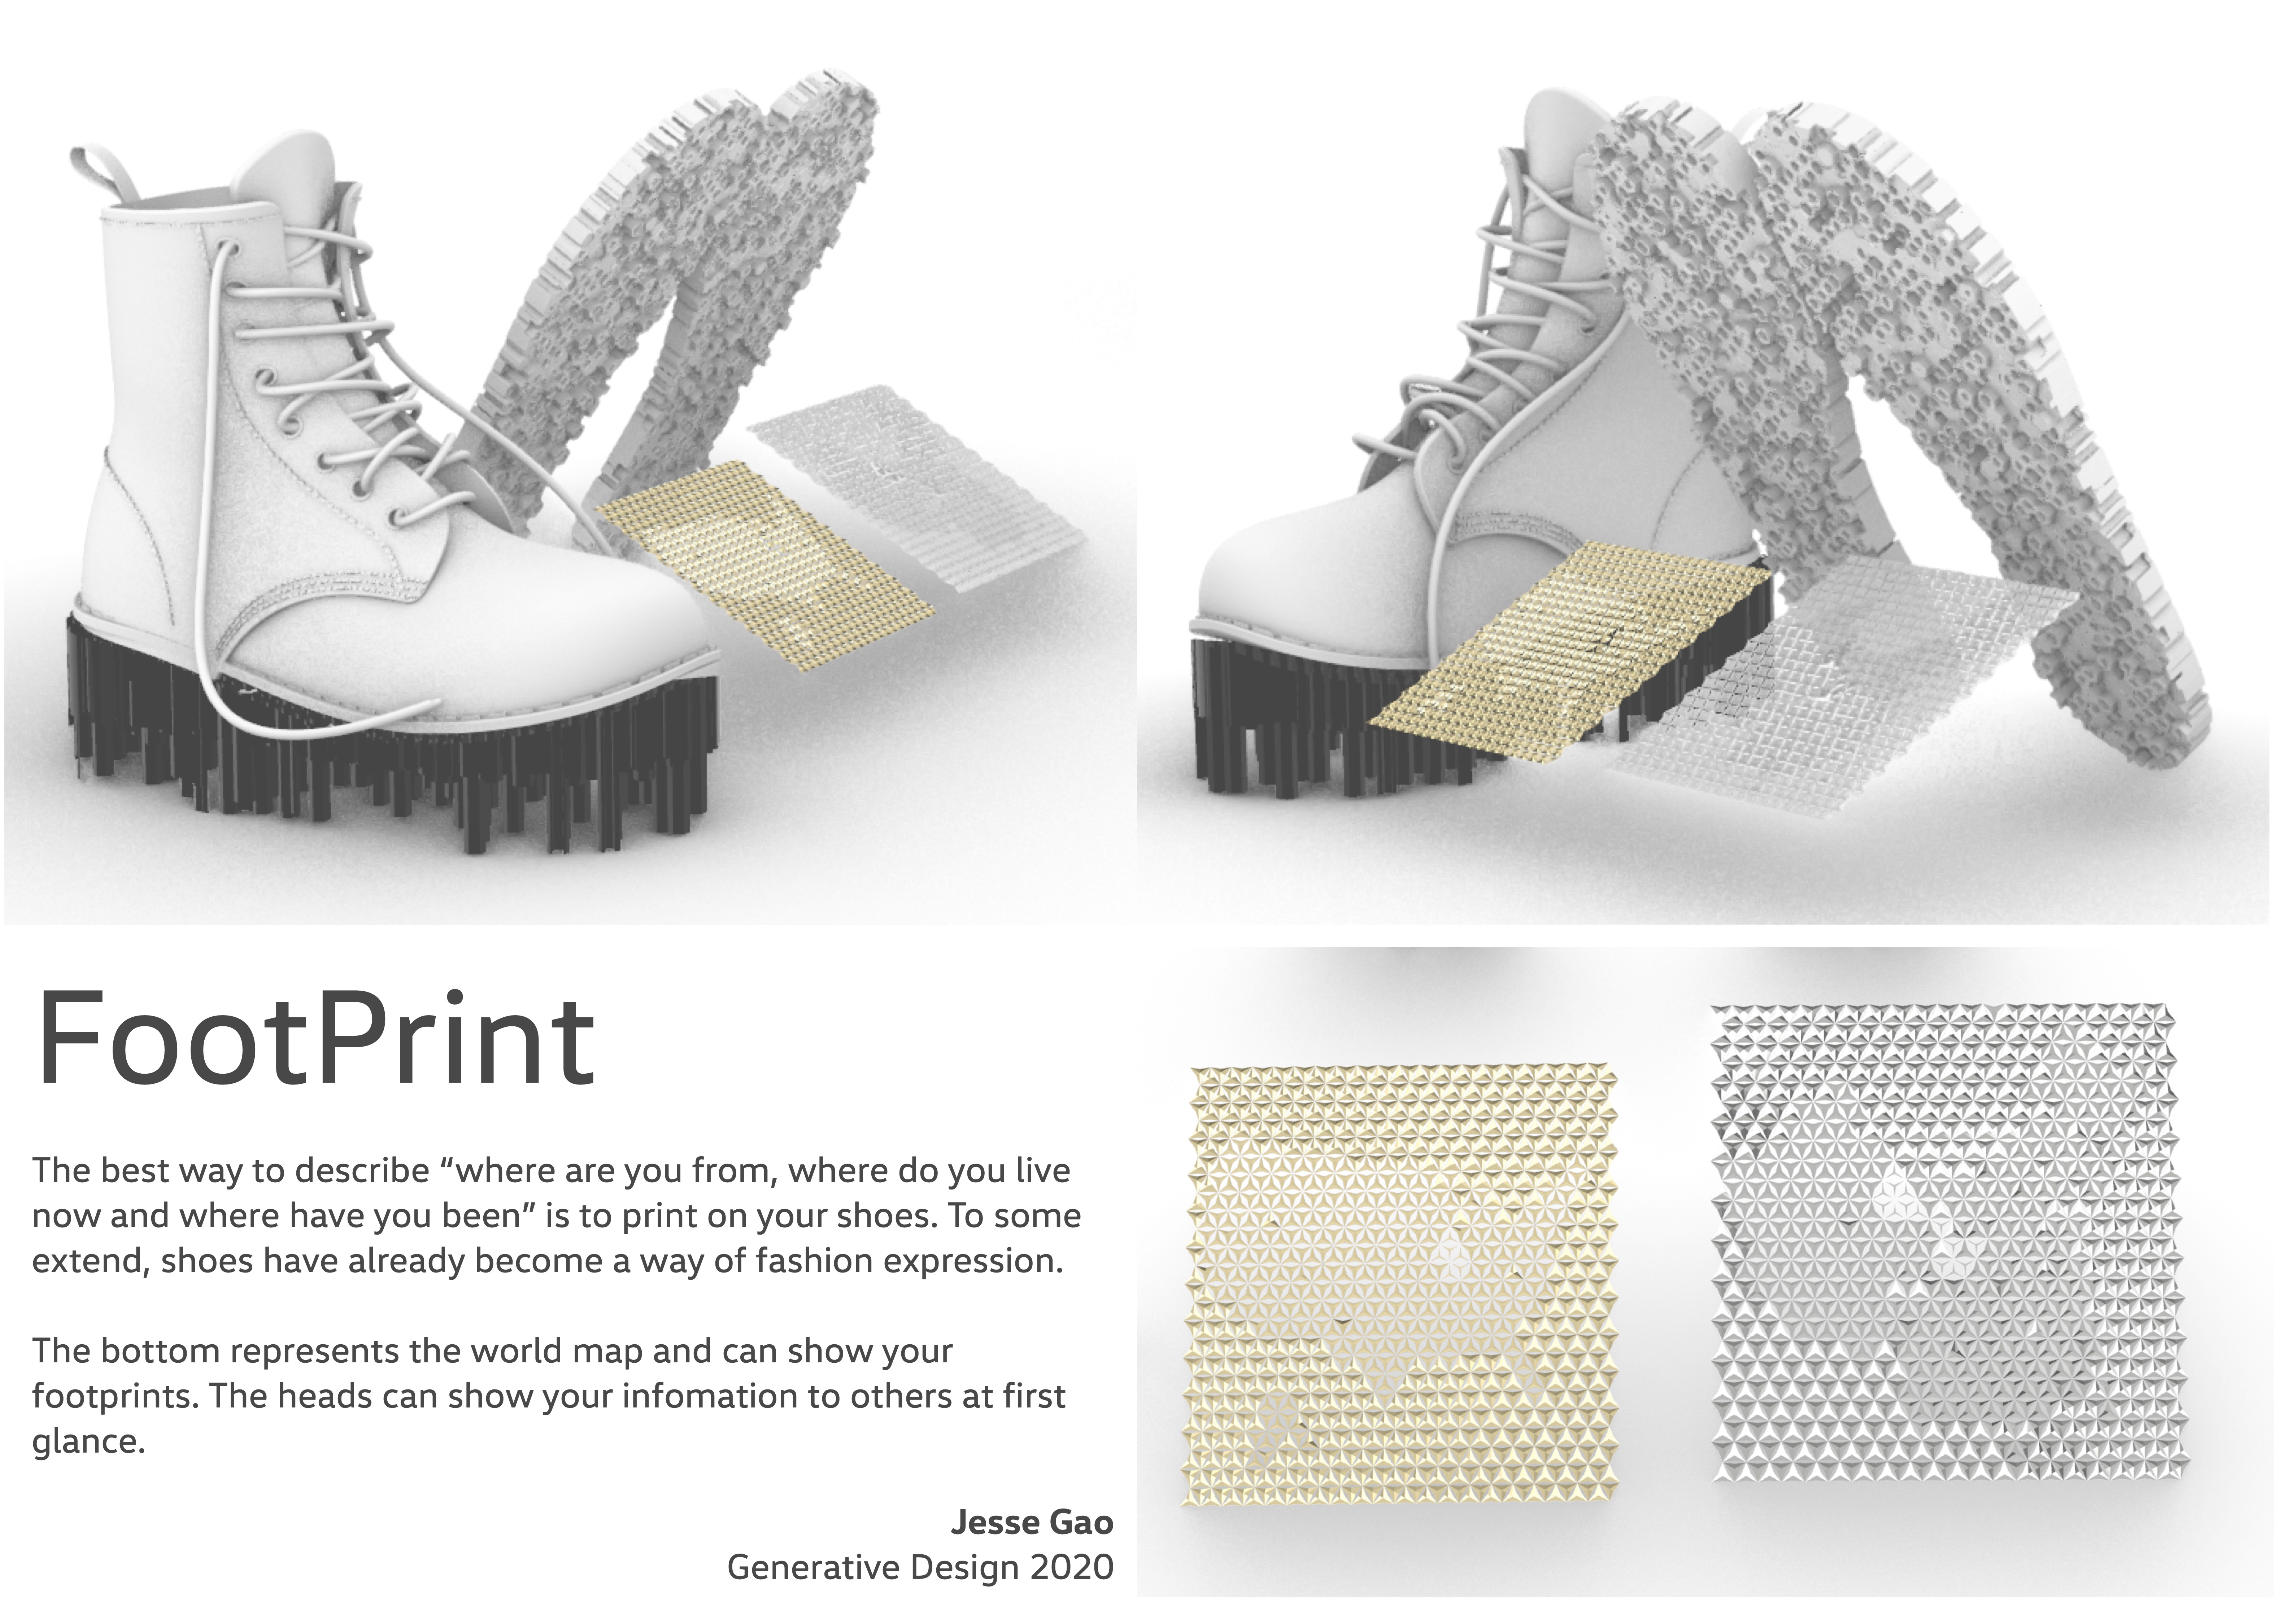 FootPrint
The best way to describe “where are you from, where do you live
now and where have you been” is to print on your shoes. To some
extend, shoes have already become a way of fashion expression.
The bottom represents the world map and can show your
footprints. The heads can show your infomation to others at first
glance.
Jesse Gao
Generative Design 2020